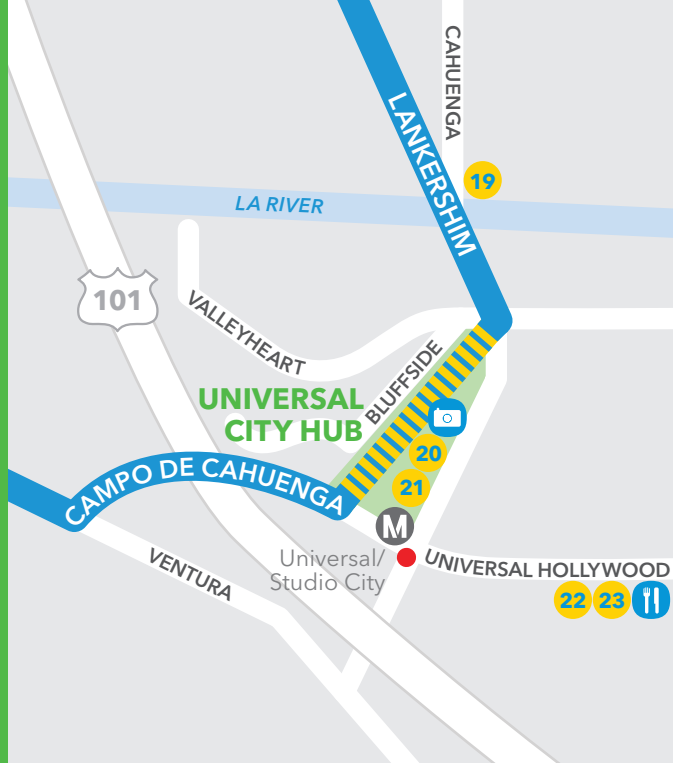 CAHUENGA
LANKERSHIM
19
LA RIVER
101
VALLEYHEART
BLUFFSIDE
UNIVERSAL
CITY HUB
20
21
CAMPO DE CAHUENGA
M
Universal/
Studio City
UNIVERSAL HOLLYWOOD
VENTURA
22 23